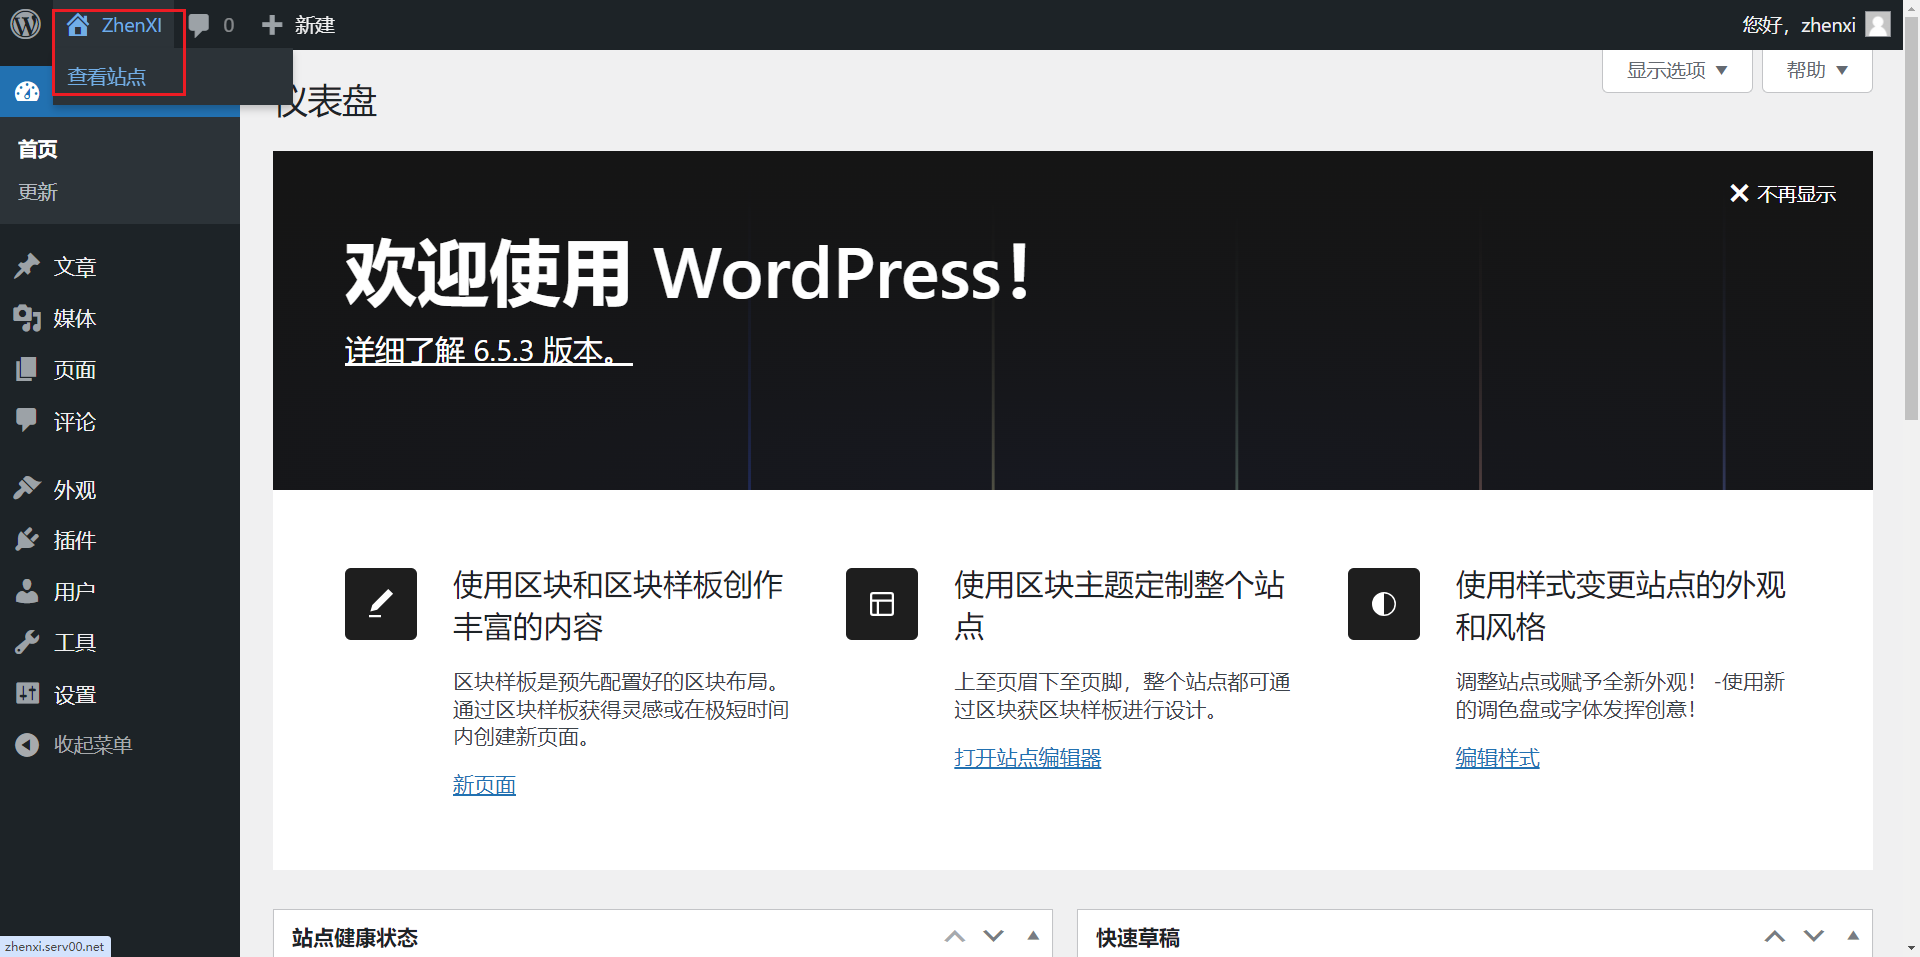 ZhenXI
0
新建
您好，zhenxi
查看站点
显示选项
帮助
仪表盘
首页
更新
文章
媒体
页面
评论
外观
插件
用户
工具
设置
收起菜单
不再显示
欢迎使用 WordPress！
详细了解 6.5.3 版本。
使用区块和区块样板创作
丰富的内容
区块样板是预先配置好的区块布局。
通过区块样板获得灵感或在极短时间
内创建新页面。
新页面
使用区块主题定制整个站
点
上至页眉下至页脚，整个站点都可通
过区块获区块样板进行设计。
打开站点编辑器
使用样式变更站点的外观
和风格
调整站点或赋予全新外观！ -使用新
的调色盘或字体发挥创意！
编辑样式
站点健康状态
快速草稿
zhenxi.serv00.net